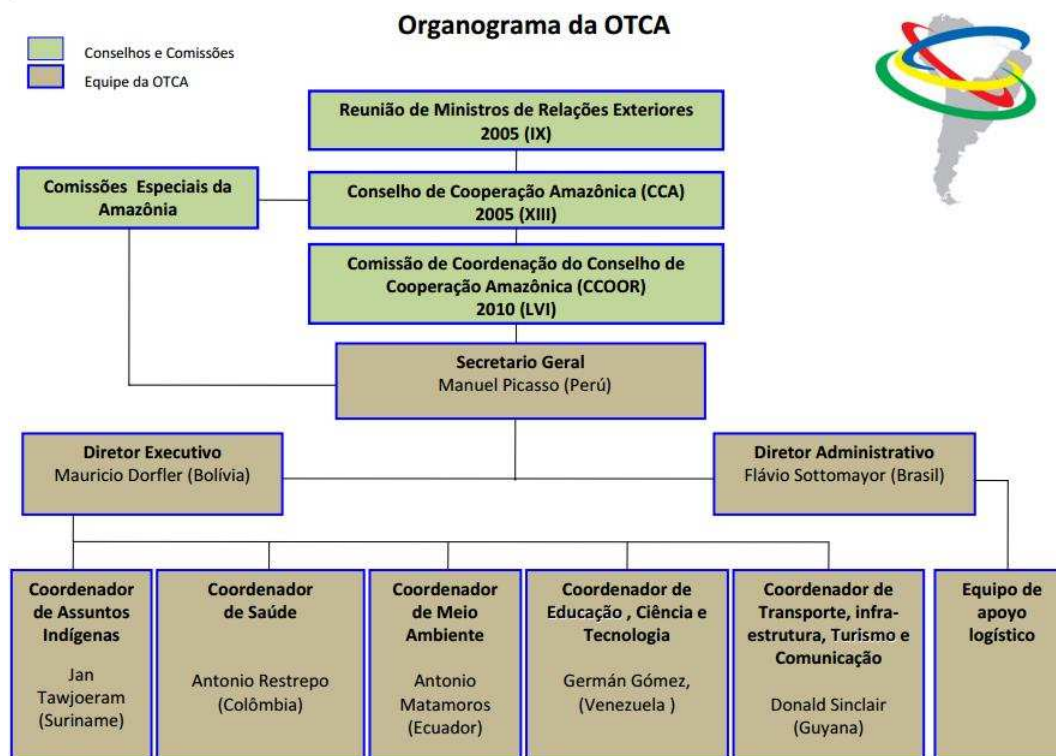 Organograma da OTCA
Conselhos e Comissões
Equipe da OTCA
Reunião de Ministros de Relações Exteriores
2005 (IX)
Comissões Especiais da
Amazônia
Conselho de Cooperação Amazônica (CCA)
2005 (XIII)
Comissão de Coordenação do Conselho de
Cooperação Amazônica (CCOOR)
2010 (LVI)
Secretario Geral
Manuel Picasso (Perú)
Diretor Executivo
Mauricio Dorfler (Bolívia)
Diretor Administrativo
Flávio Sottomayor (Brasil)
Coordenador
de Assuntos
Indígenas
Jan
Tawjoeram
(Suriname)
Coordenador
de Saúde
Antonio Restrepo
(Colômbia)
Coordenador
de Meio
Ambiente
Antonio
Matamoros
(Ecuador)
Coordenador de
Educação , Ciência e
Tecnologia
Germán Gómez,
(Venezuela )
Coordenador de
Transporte, infra-
estrutura, Turismo e
Comunicação
Donald Sinclair
(Guyana)
Equipo de
apoyo
logístico